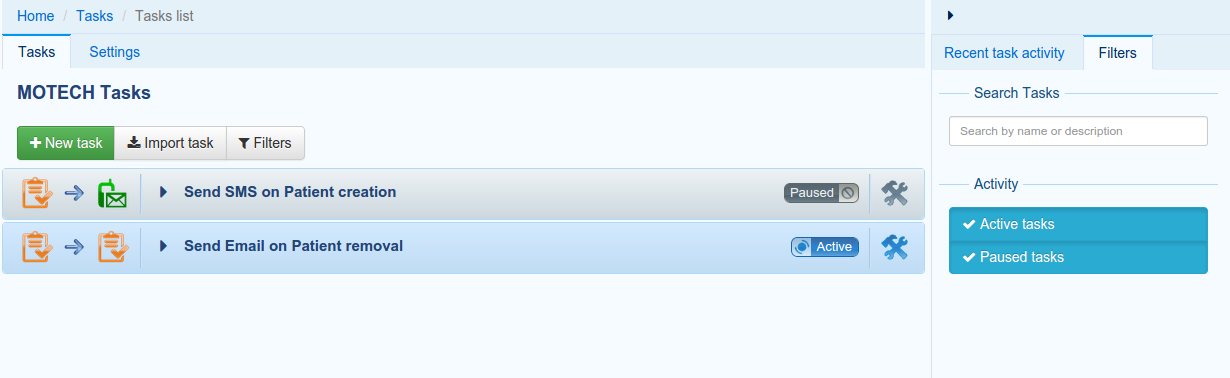 Home / Tasks / Tasks list
Tasks Settings
MOTECH Tasks
New task Import task Filters
Send SMS on Patient creation Paused
Send Email on Patient removal Active
Recent task activity Filters
Search Tasks
Search by name or description
Activity
Active tasks
Paused tasks